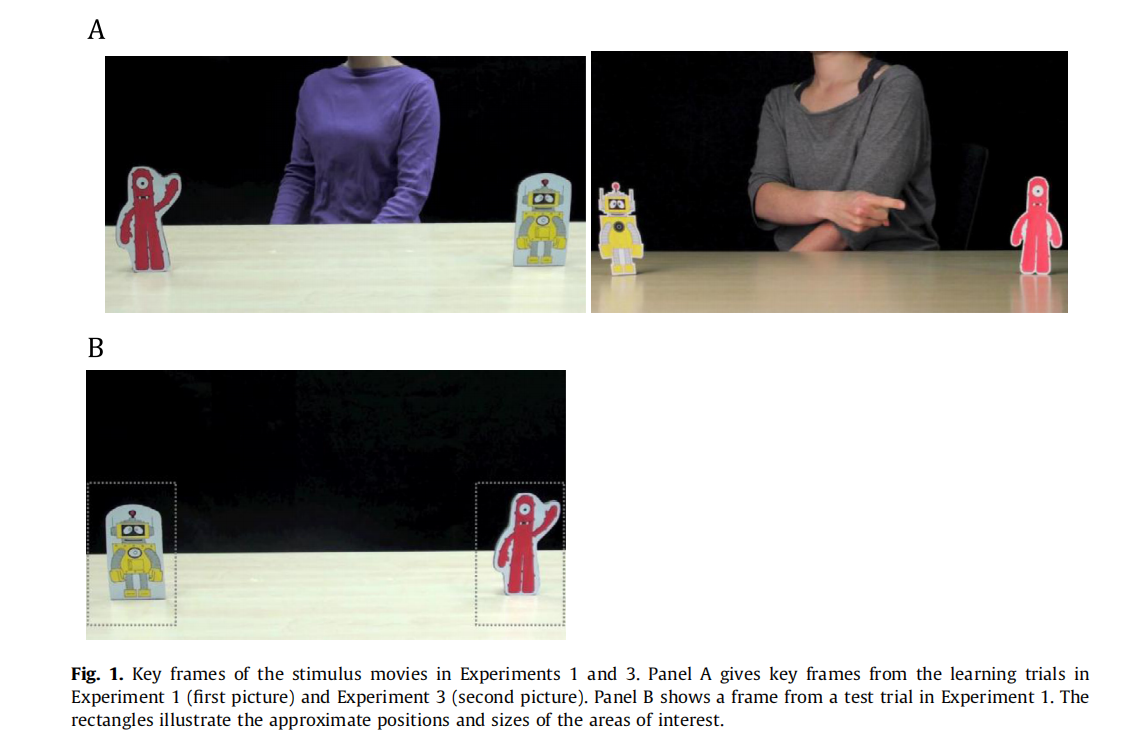 A
B
Fig. 1. Key frames of the stimulus movies in Experiments 1 and 3. Panel A gives key frames from the learning trials in
Experiment 1 (first picture) and Experiment 3 (second picture). Panel B shows a frame from a test trial in Experiment 1. The
rectangles illustrate the approximate positions and sizes of the areas of interest.